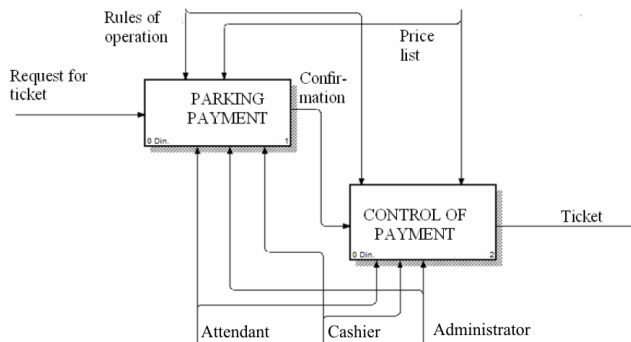 Rules of
operation
Price
list
Request for
ticket
Confir-
mation
PARKING
PAYMENT
0 Din.
1
CONTROL OF
PAYMENT
0 Din.
2
Ticket
Attendant
Cashier
Administrator